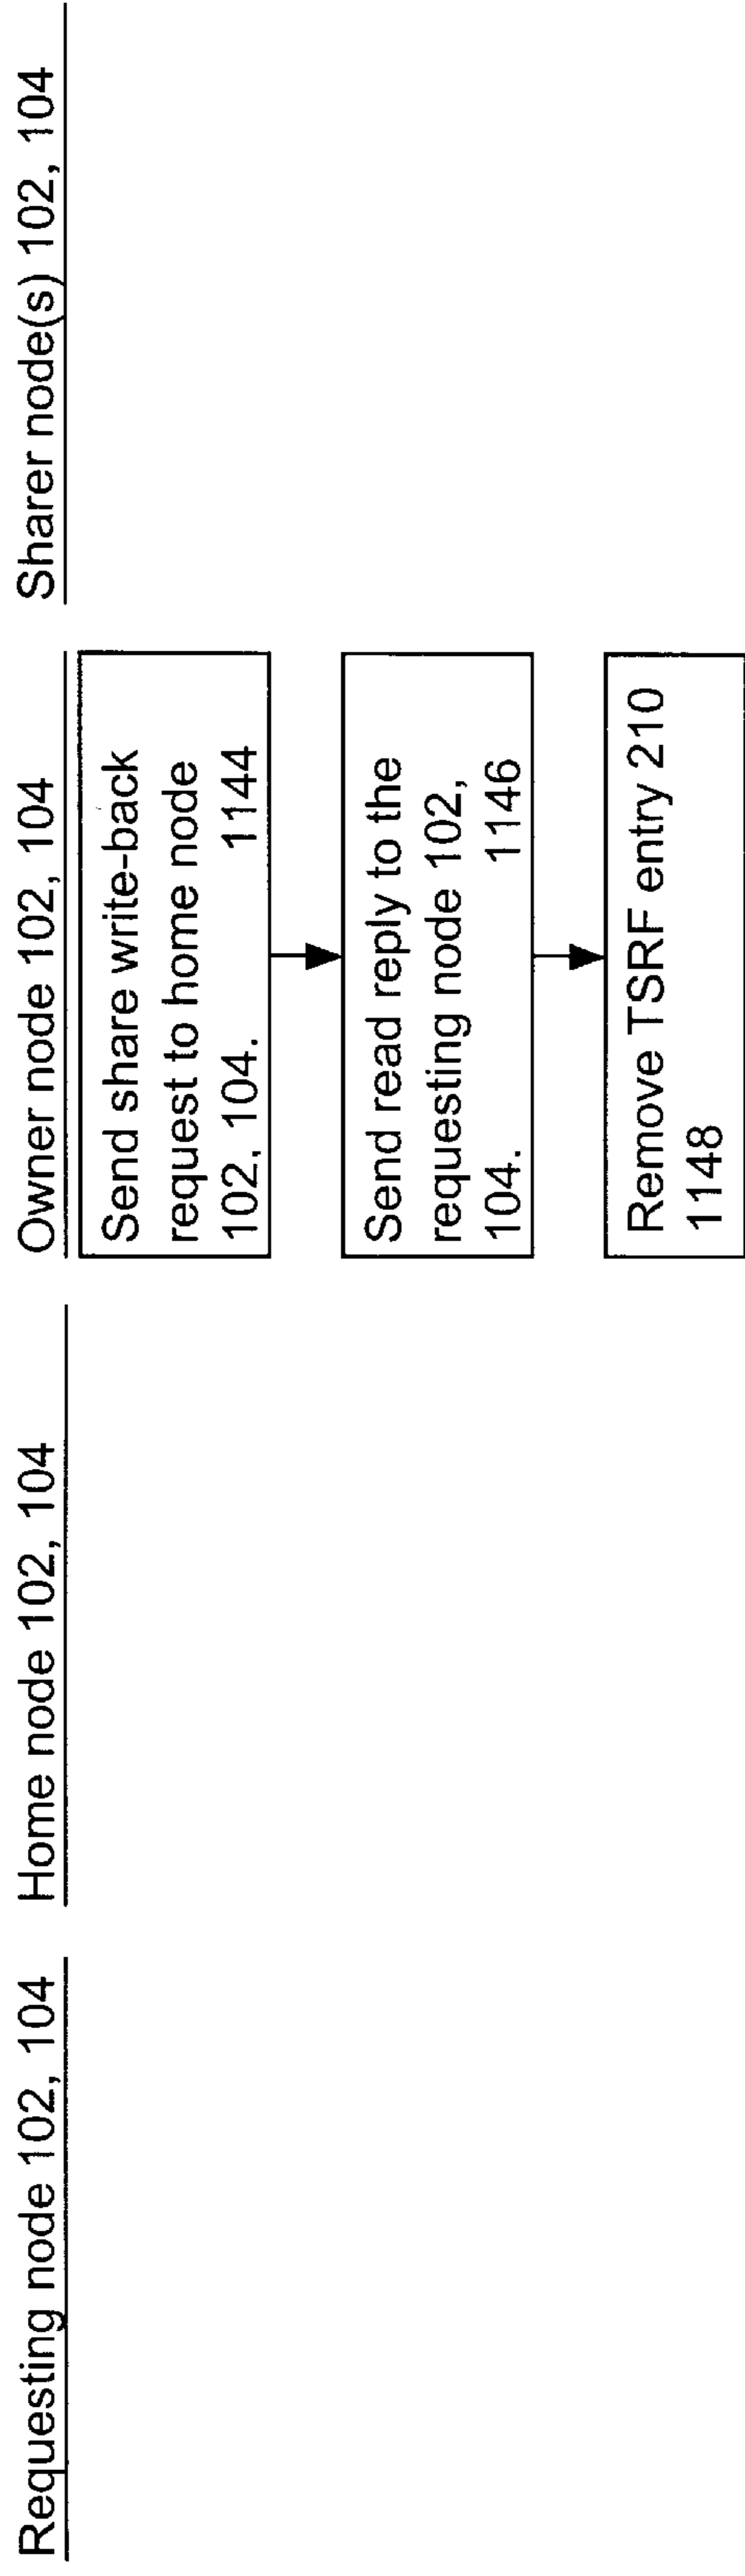 Requesting node 102, 104
Home node 102, 104
Owner node 102, 104
Sharer node(s) 102, 104
Send share write-back
request to home node
102, 104. 1144
Send read reply to the
requesting node 102,
104. 1146
Remove TSRF entry 210
1148